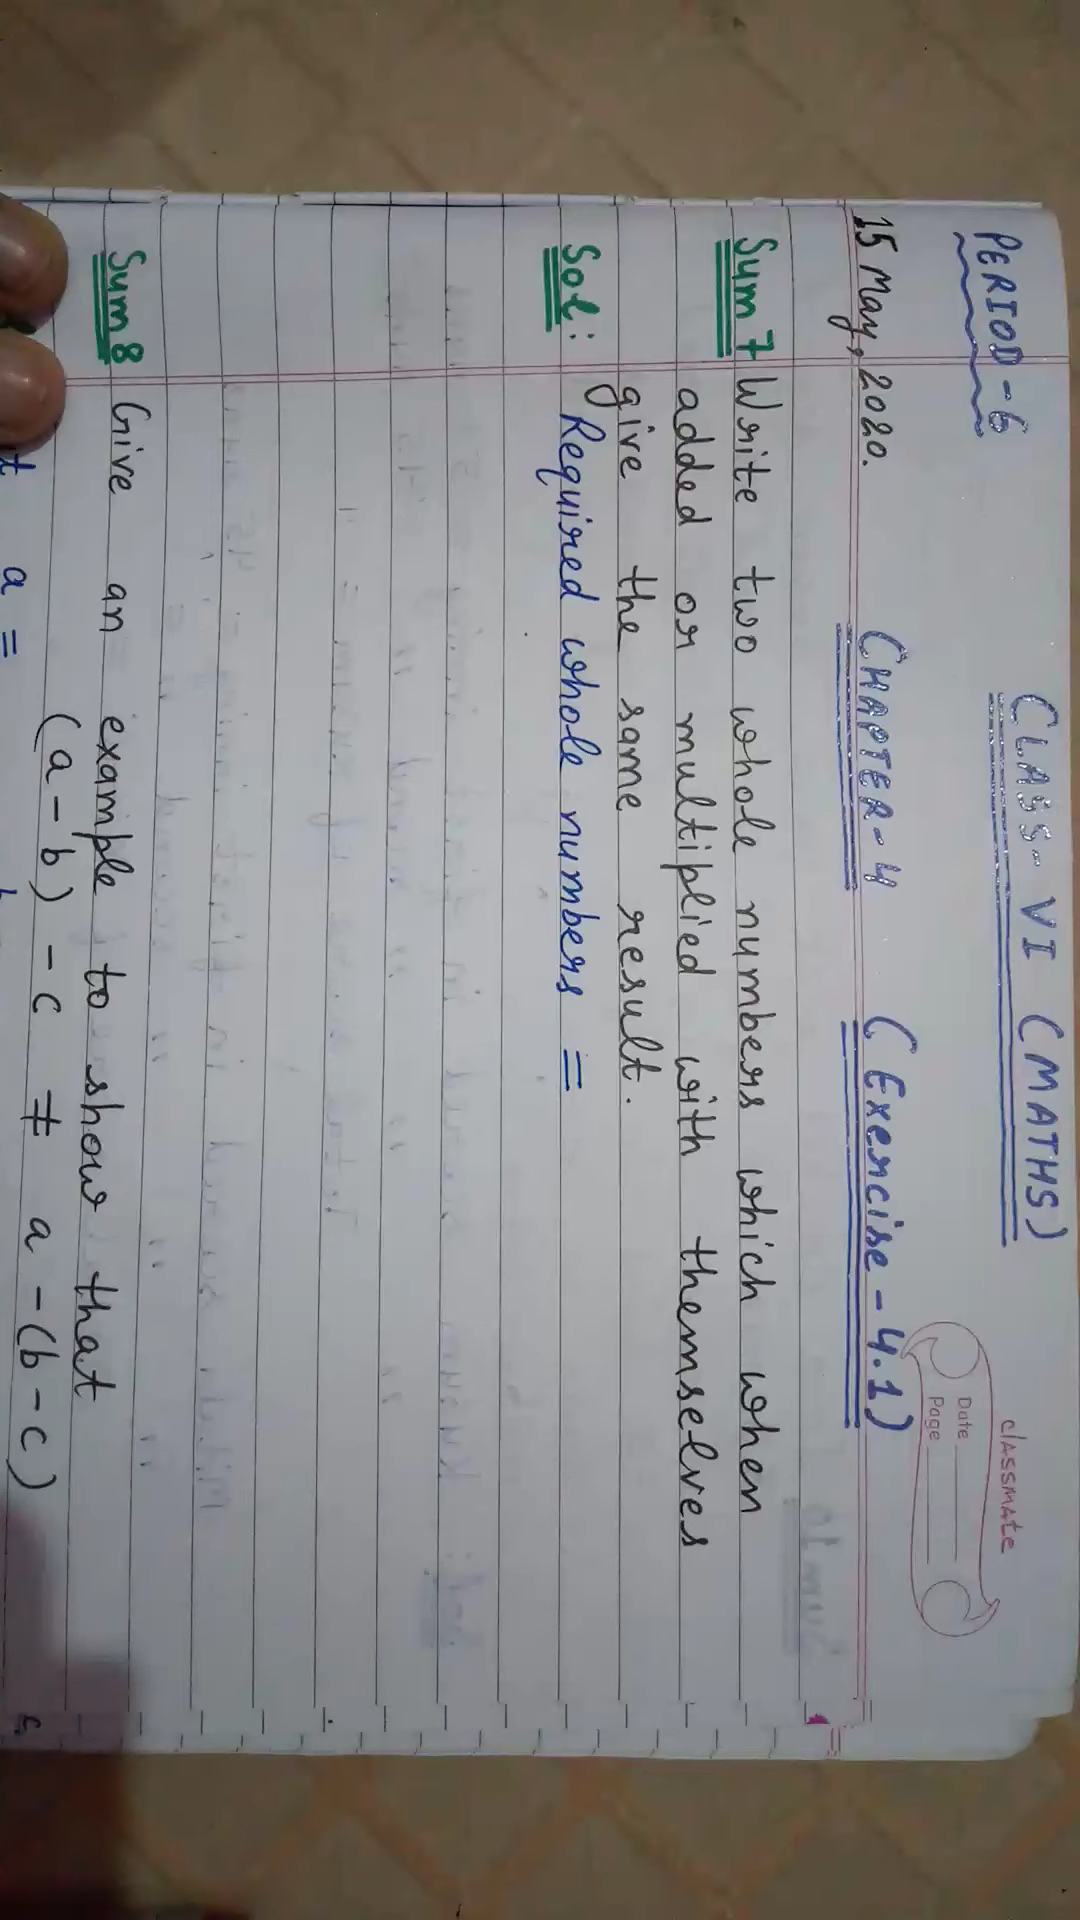 PERIOD-6
CLASS-VI (MATHS)
classmate
Date
Page
15 May, 2020.
CHAPTER-4 (Exercise-4.1)
Sum 7 Write two whole numbers which when
added or multiplied with themselves
give the same result.
Sol: Required whole numbers =
Sum 8 Give an example to show that
(a-b)-c ≠ a-(b-c)
a =